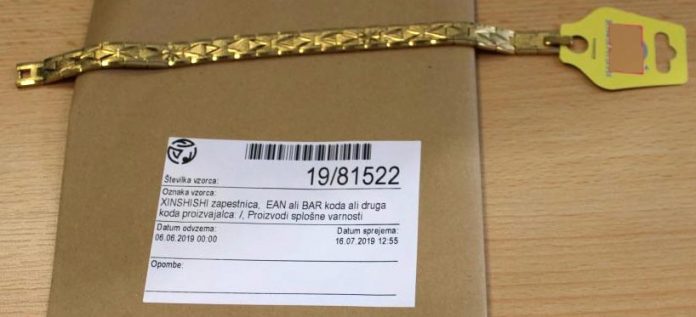 19/81522
Številka vzorca:
Oznaka vzorca:
XINSHISHI zapestnica, EAN ali BAR koda ali druga
koda proizvajalca: /, Proizvodi splošne varnosti
Datum odvzema:
06.06.2019 00:00
Datum sprejema:
16.07.2019 12:55
Opombe: